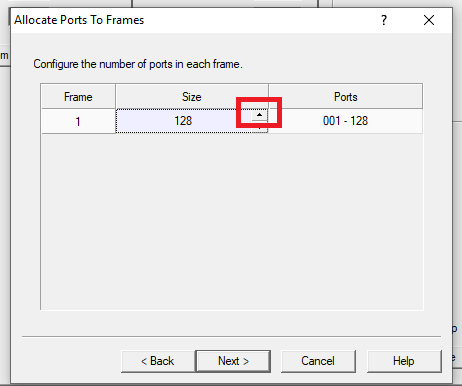 Allocate Ports To Frames
Configure the number of ports in each frame.
Frame Size Ports
1 128 001 - 128
< Back Next > Cancel Help